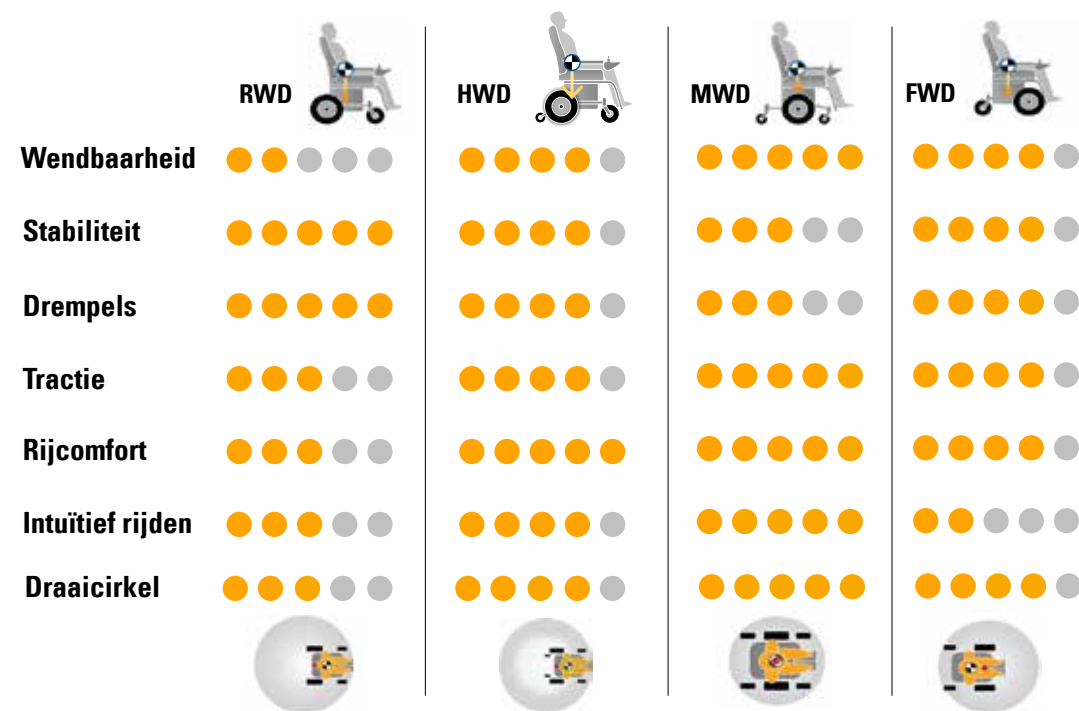 RWD HWD MWD FWD
Wendbaarheid
Stabiliteit
Drempels
Tractie
Rijcomfort
Intuïtief rijden
Draaicirkel